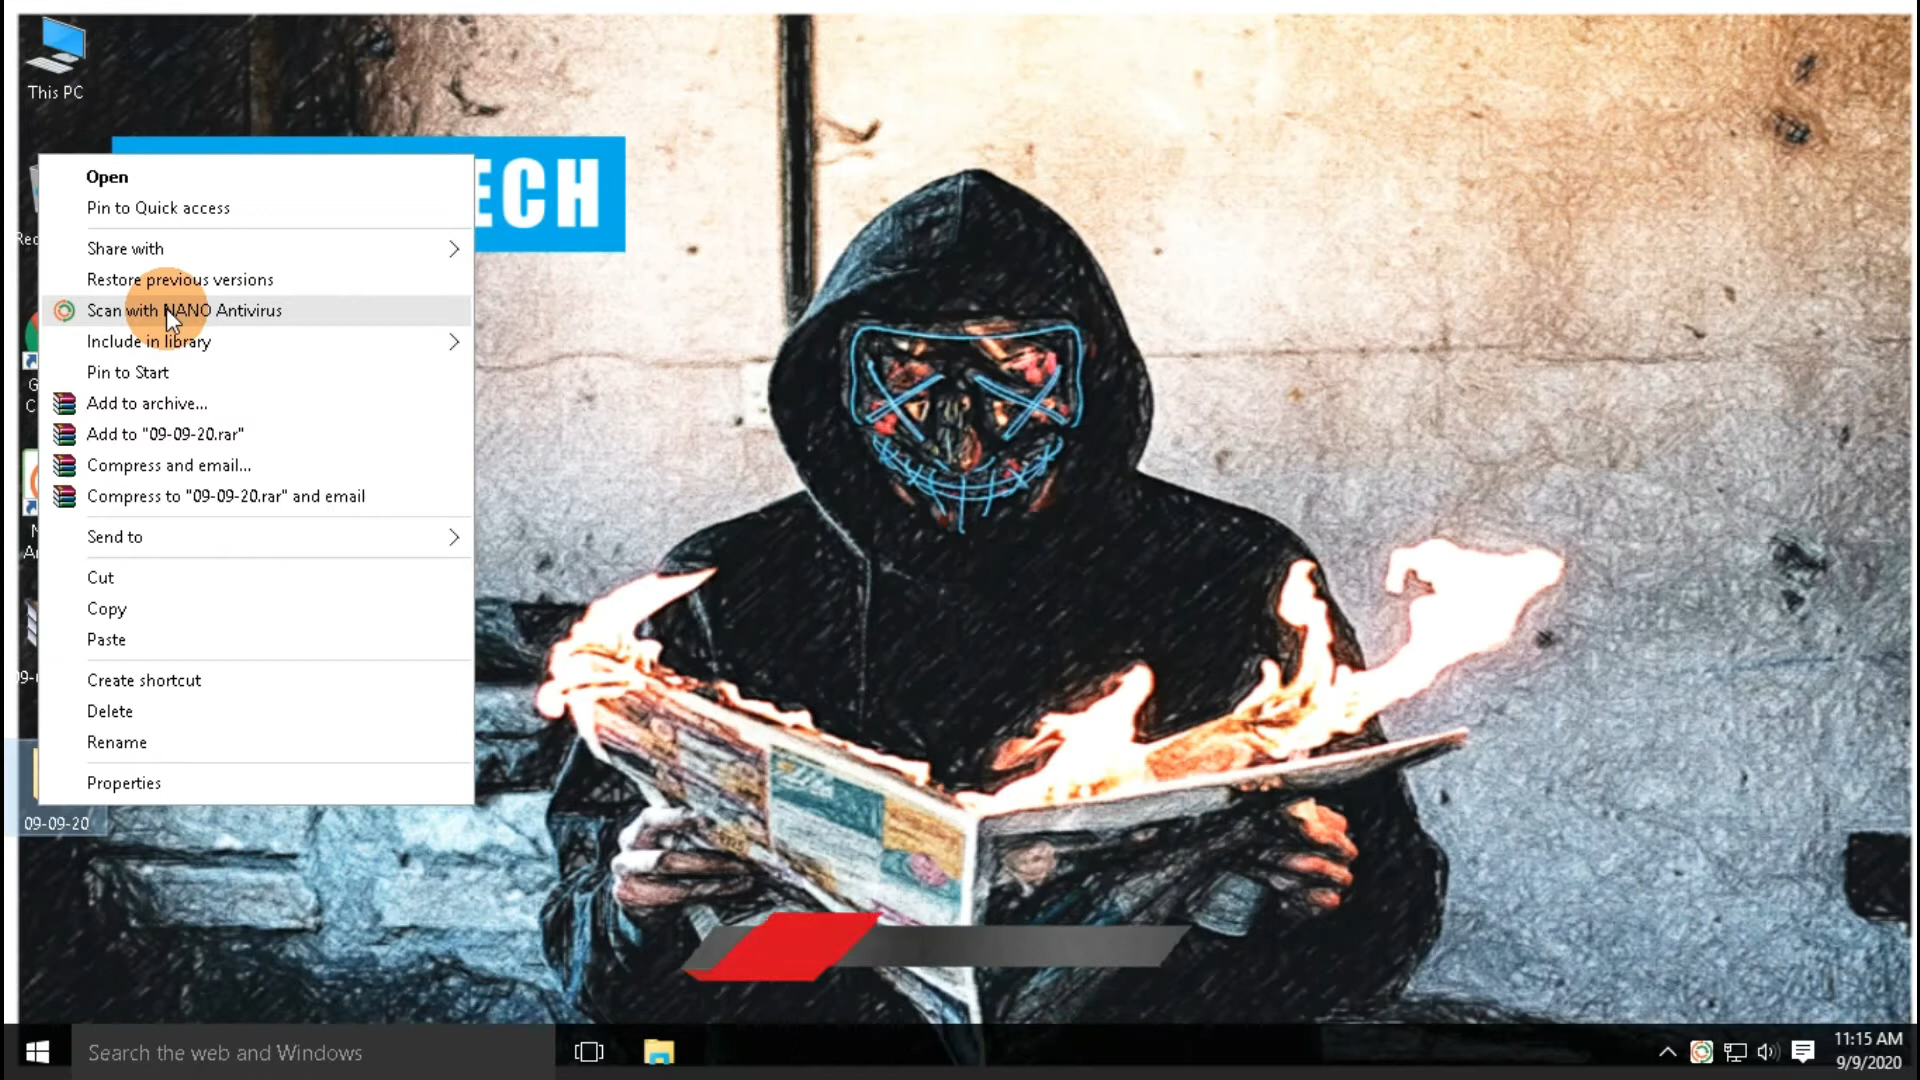 This PC
ECH
Open
Pin to Quick access
Share with
Restore previous versions
Scan with NANO Antivirus
Include in library
Pin to Start
Add to archive...
Add to "09-09-20.rar"
Compress and email...
Compress to "09-09-20.rar" and email
Send to
Cut
Copy
Paste
Create shortcut
Delete
Rename
Properties
09-09-20
Search the web and Windows
11:15 AM
9/9/2020